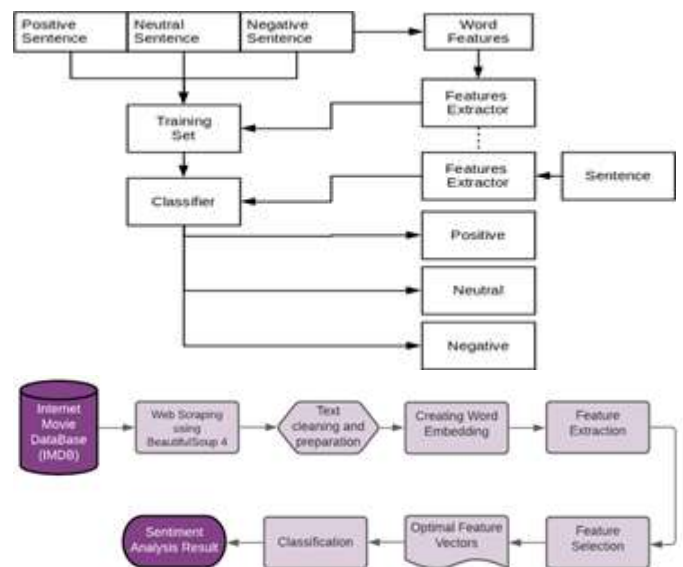 Positive
Sentence
Neutral
Sentence
Negative
Sentence
Word
Features
Features
Extractor
Training
Set
Features
Extractor
Sentence
Classifier
Positive
Neutral
Negative
Internet
Movie
DataBase
(IMDB)
Web Scraping
using
BeautifulSoup 4
Text
cleaning and
preparation
Creating Word
Embedding
Feature
Extraction
Sentiment
Analysis Result
Classification
Optimal Feature
Vectors
Feature
Selection